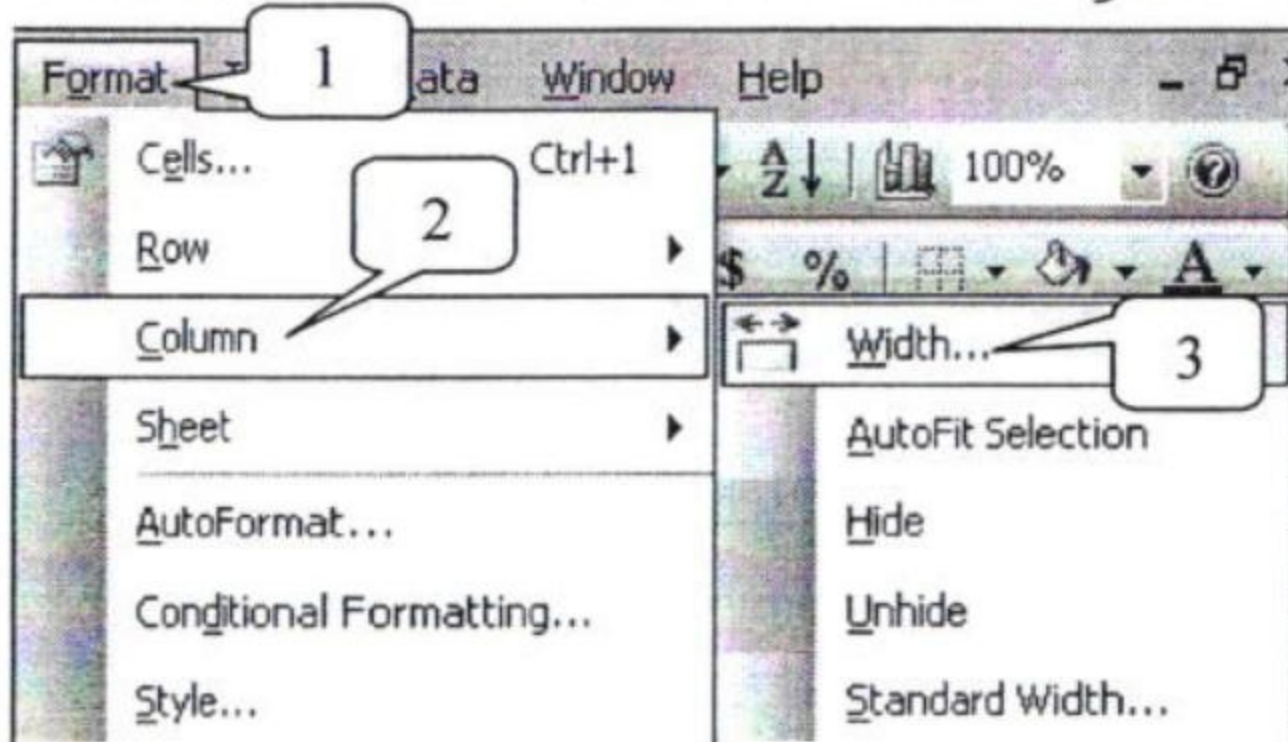 Format 1 ata Window Help
Cells... Ctrl+1
100%
2
Row
$ % A
Column
Width... 3
Sheet
AutoFit Selection
AutoFormat...
Hide
Conditional Formatting...
Unhide
Style...
Standard Width...